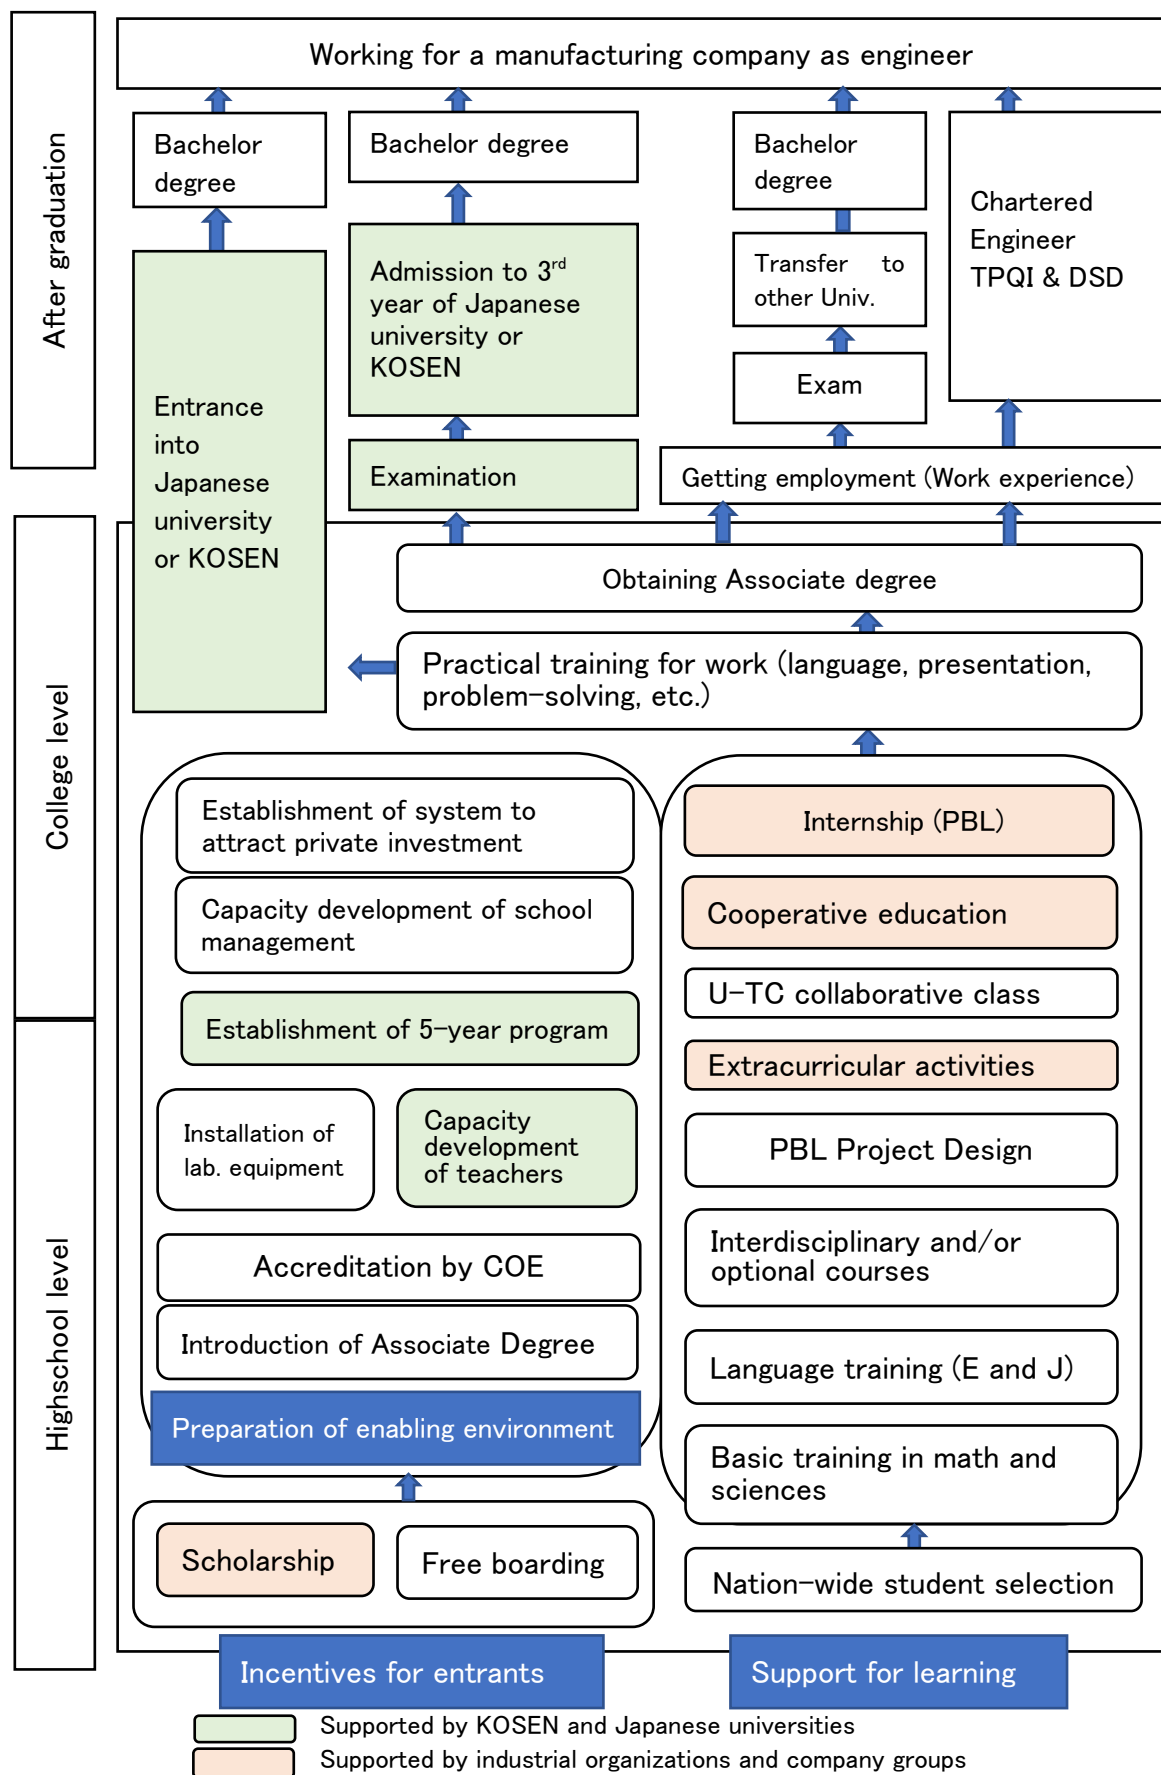 Working for a manufacturing company as engineer
After graduation
Bachelor
degree
Bachelor degree
Bachelor
degree
Chartered
Engineer
TPQI & DSD
Admission to 3rd
year of Japanese
university or
KOSEN
Transfer to
other Univ.
Exam
Entrance
into
Japanese
university
or KOSEN
Examination
Getting employment (Work experience)
College level
Obtaining Associate degree
Practical training for work (language, presentation,
problem-solving, etc.)
Establishment of system to
attract private investment
Capacity development of school
management
Establishment of 5-year program
Internship (PBL)
Cooperative education
U-TC collaborative class
Extracurricular activities
Highschool level
Installation of
lab. equipment
Capacity
development
of teachers
Accreditation by COE
Introduction of Associate Degree
Preparation of enabling environment
PBL Project Design
Interdisciplinary and/or
optional courses
Language training (E and J)
Basic training in math and
sciences
Scholarship
Free boarding
Nation-wide student selection
Incentives for entrants
Support for learning
Supported by KOSEN and Japanese universities
Supported by industrial organizations and company groups